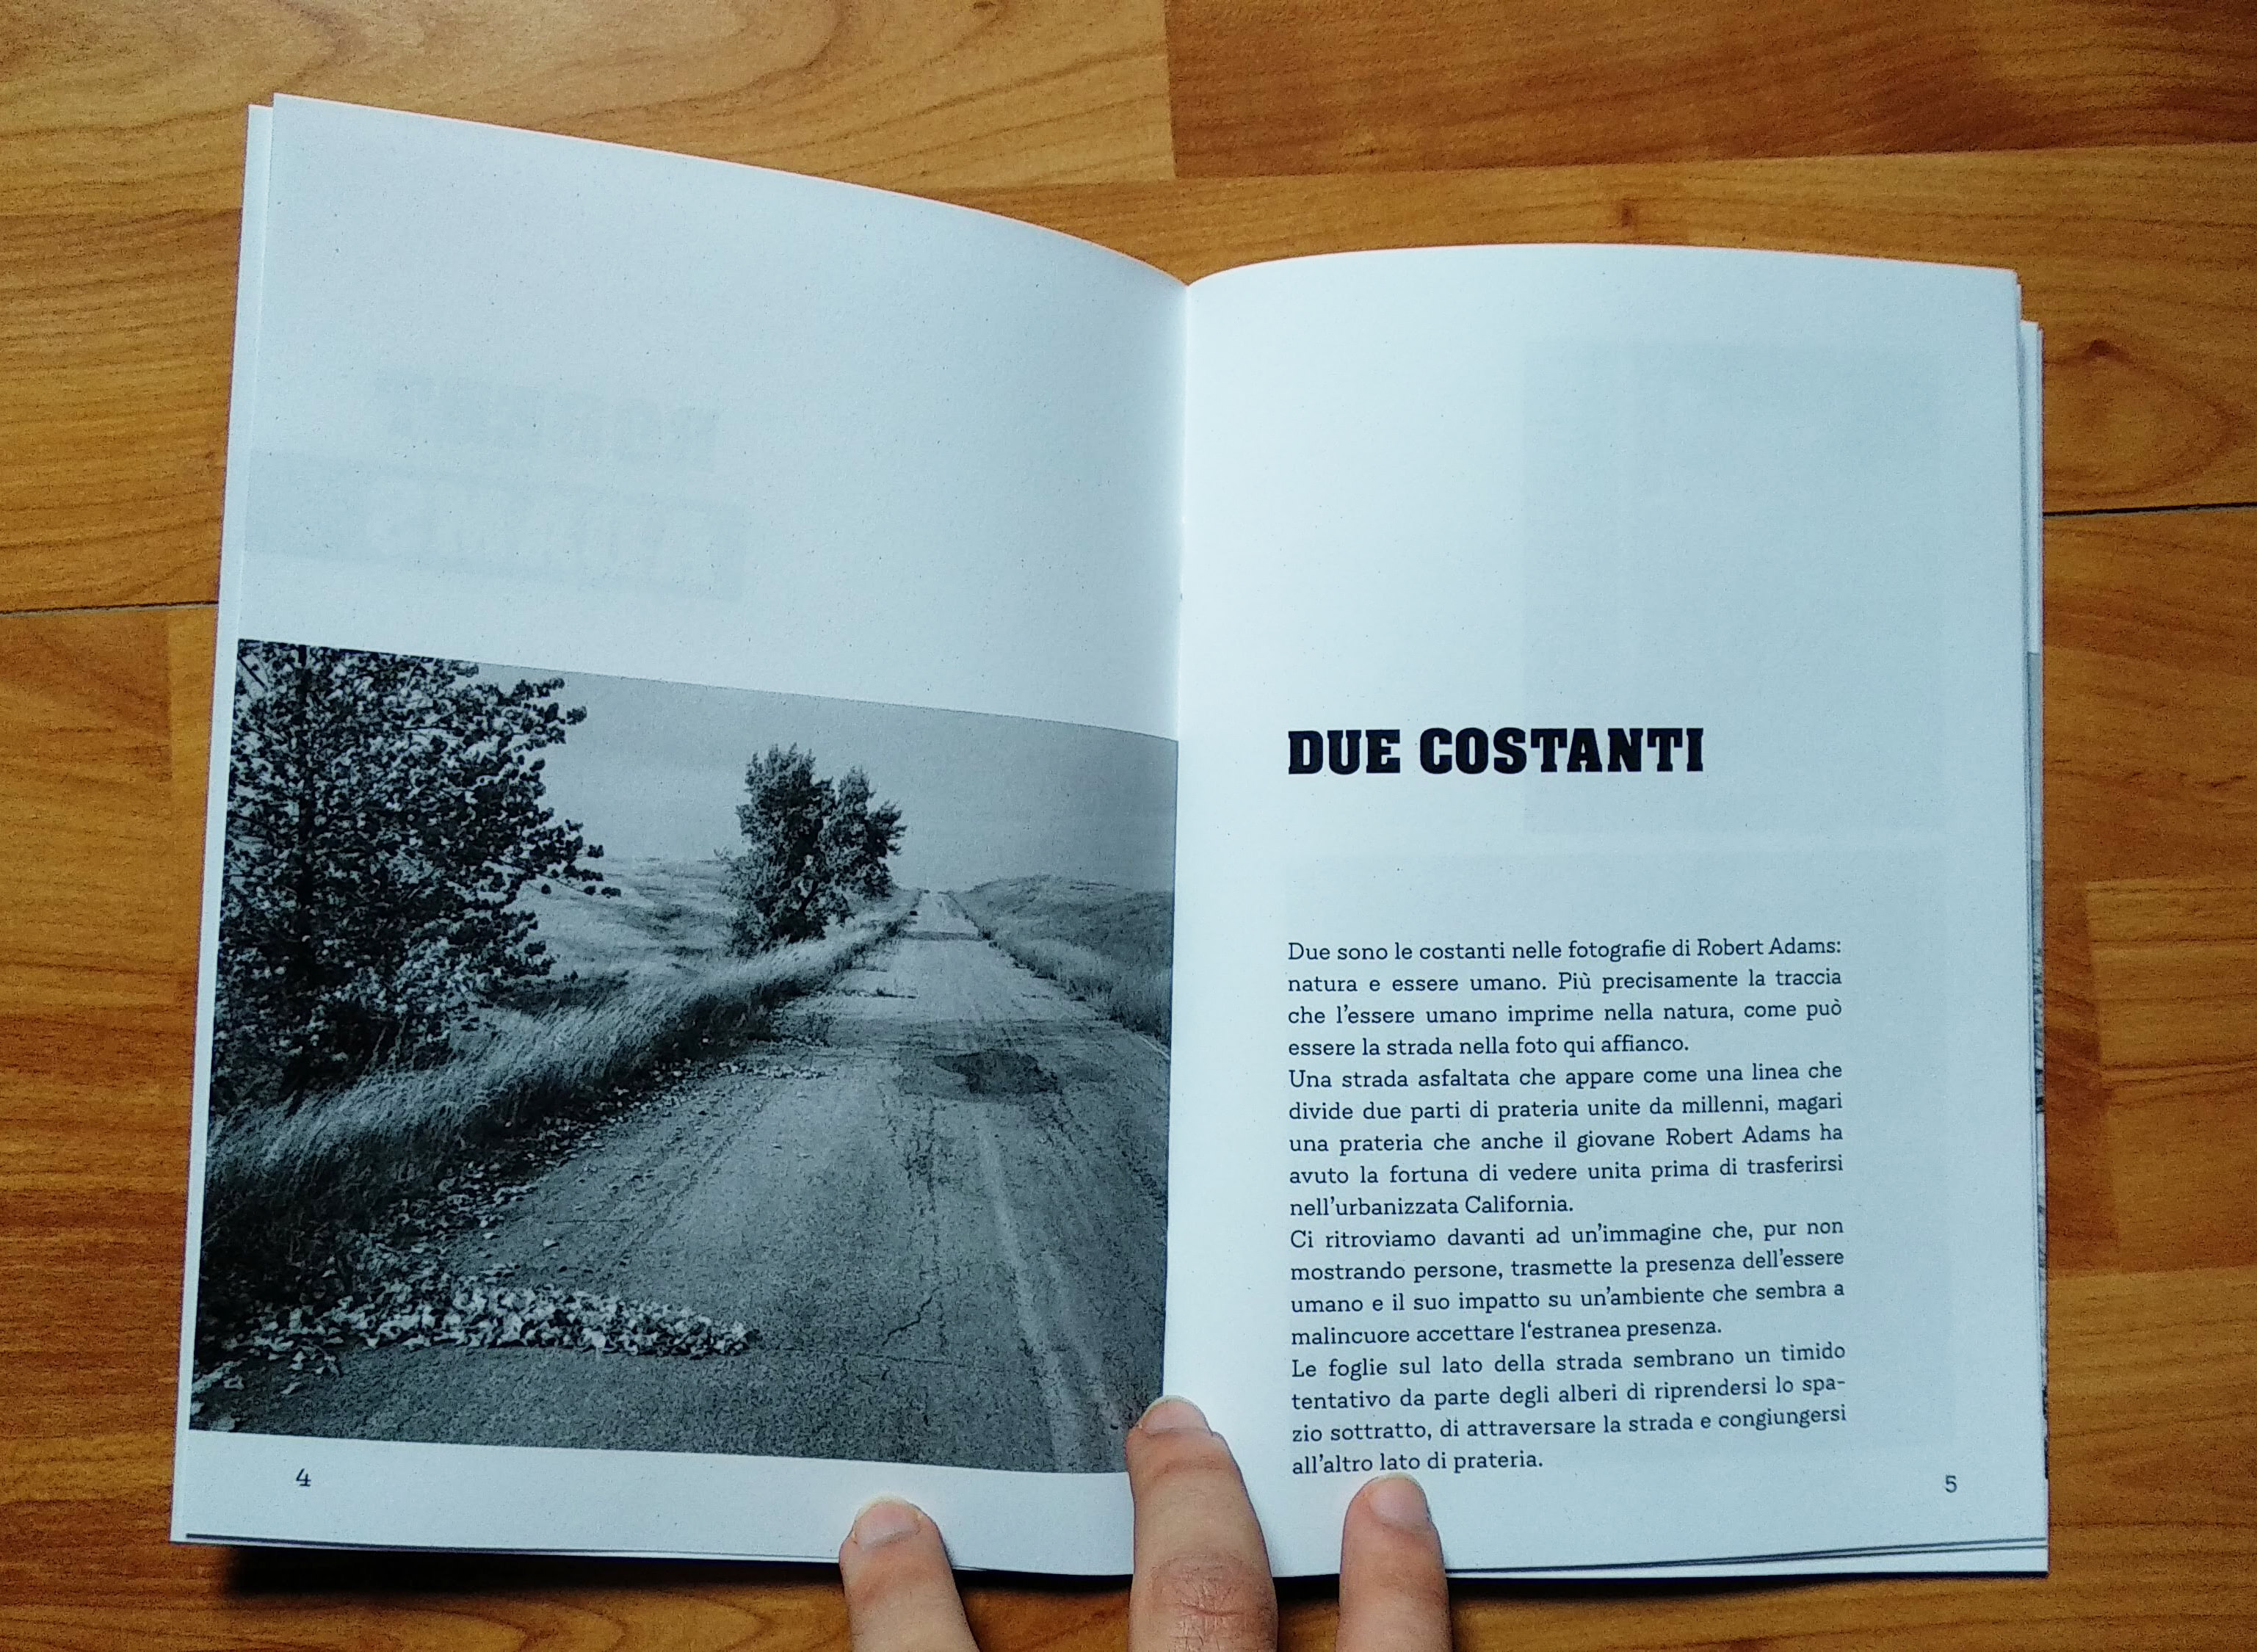 4
DUE COSTANTI
Due sono le costanti nelle fotografie di Robert Adams:
natura e essere umano. Più precisamente la traccia
che l'essere umano imprime nella natura, come può
essere la strada nella foto qui affianco.
Una strada asfaltata che appare come una linea che
divide due parti di prateria unite da millenni, magari
una prateria che anche il giovane Robert Adams ha
avuto la fortuna di vedere unita prima di trasferirsi
nell'urbanizzata California.
Ci ritroviamo davanti ad un'immagine che, pur non
mostrando persone, trasmette la presenza dell'essere
umano e il suo impatto su un'ambiente che sembra a
malincuore accettare l‘estranea presenza.
Le foglie sul lato della strada sembrano un timido
tentativo da parte degli alberi di riprendersi lo spa-
zio sottratto, di attraversare la strada e congiungersi
all'altro lato di prateria.
5